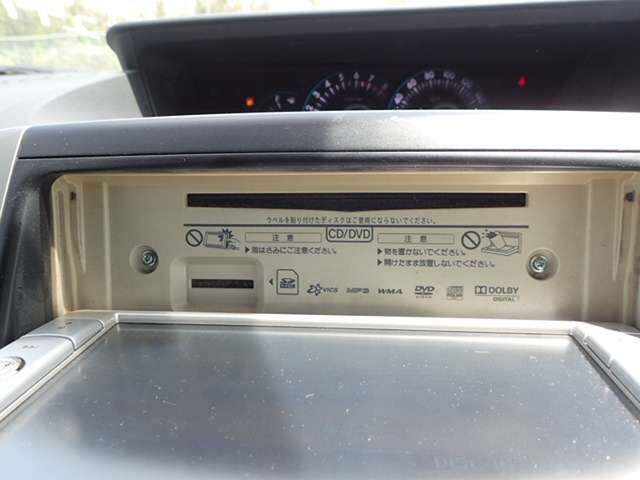 ラベルを貼り付けたディスクはご使用にならないでください。
注意
CD/DVD
注意
▶指はさみにご注意ください。
▶物を置かないでください。
▶開けたまま放置しないでください。
VICS
MP3
WMA
DVD
VIDEO
DOLBY
DIGITAL